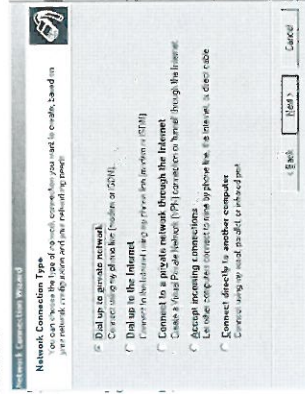 Network Connection Wizard
Network Connection Type
You can choose the type of network connection you want to create, based on
your network configuration and your networking needs.
Dial up to private network
Connect using my phone line (modem or ISDN).
Dial up to the Internet
Connect to the Internet using my phone line (modem or ISDN).
Connect to a private network through the Internet
Create a Virtual Private Network (VPN) connection or 'tunnel' through the Internet.
Accept incoming connections
Let other computers connect to mine by phone line, the Internet, or direct cable
Connect directly to another computer
Connect using my serial, parallel, or infrared port.
< Back
Next >
Cancel